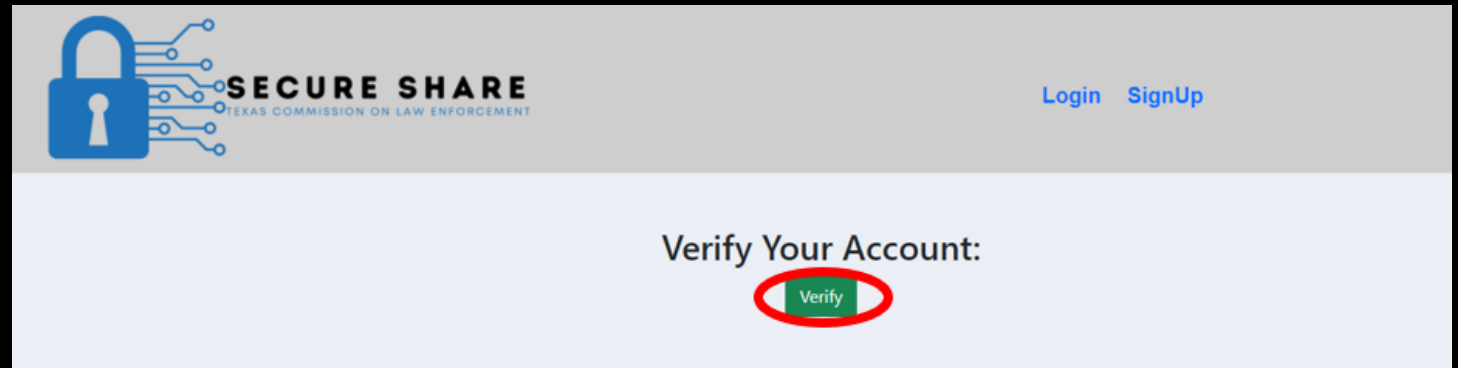 SECURE SHARE
TEXAS COMMISSION ON LAW ENFORCEMENT
Login SignUp
Verify Your Account:
Verify